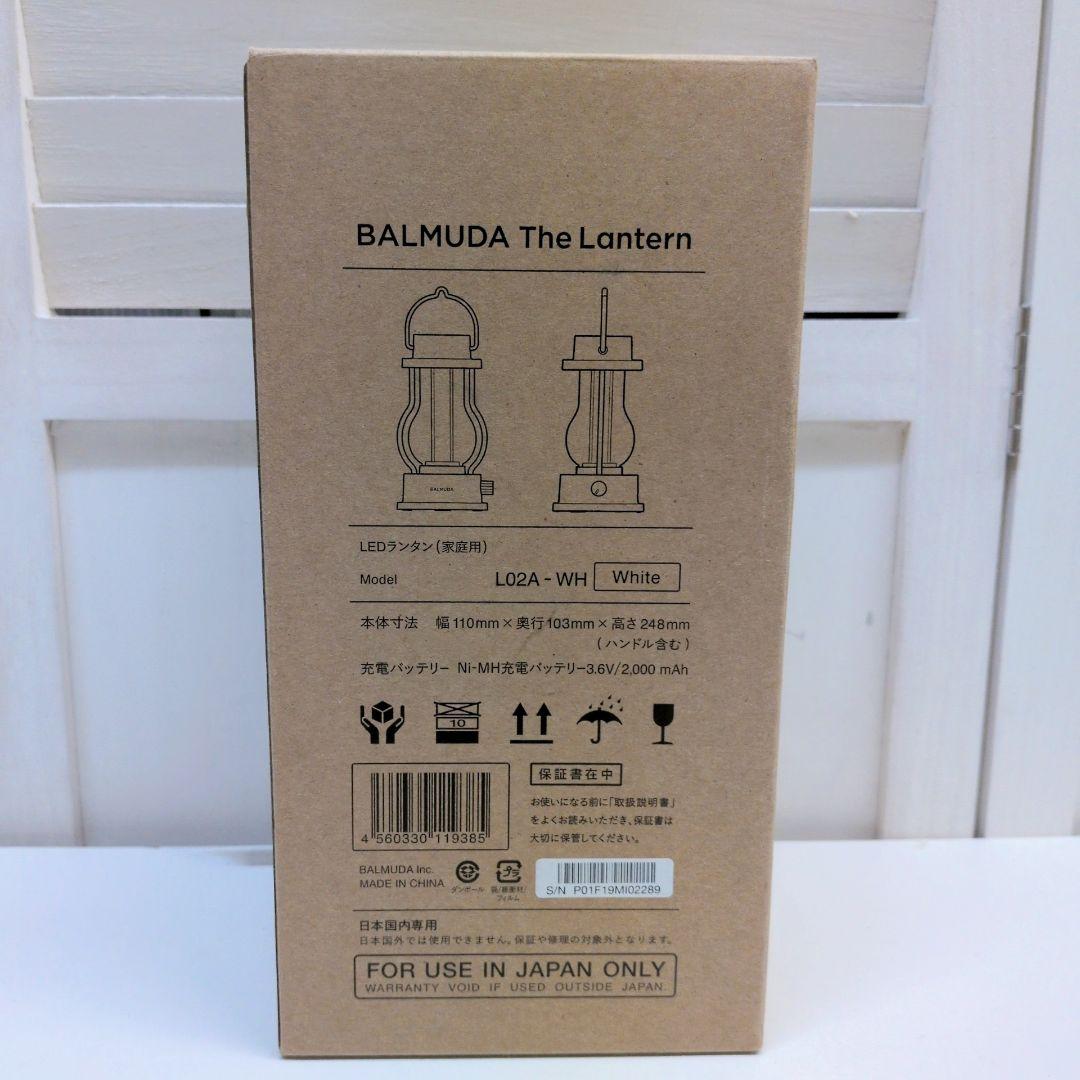 BALMUDA The Lantern
BALMUDA
LEDランタン(家庭用)
Model L02A - WH White
本体寸法 幅110mm×奥行103mm×高さ248mm
(ハンドル含む)
充電バッテリー Ni-MH充電バッテリー3.6V/2,000 mAh
10
保証書在中
お使いになる前に「取扱説明書」
をよくお読みいただき、保証書は
大切に保管してください。
4 560330 119385
BALMUDA Inc.
MADE IN CHINA
ダンボール
プラ
袋/緩衝材/
フィルム
S/N P01F19MI02289
日本国内専用
日本国外では使用できません。保証や修理の対象外となります。
FOR USE IN JAPAN ONLY
WARRANTY VOID IF USED OUTSIDE JAPAN.